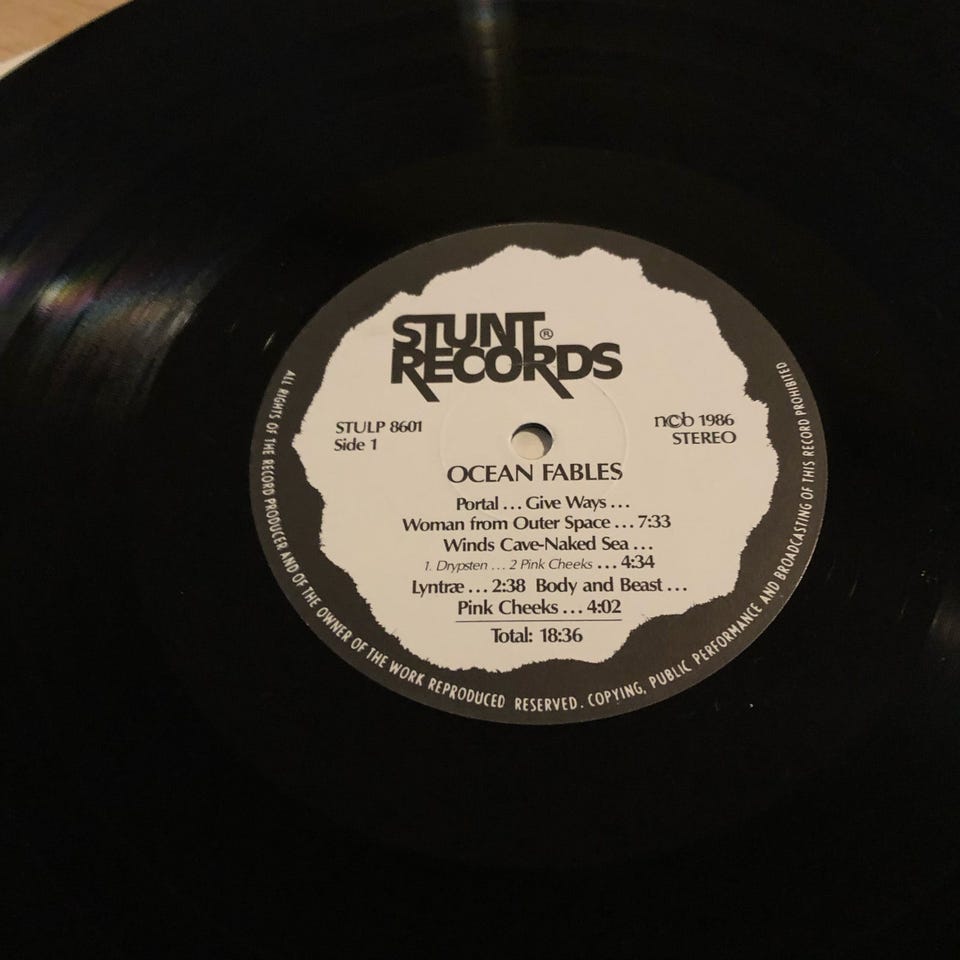 STUNT®
RECORDS
STULP 8601
Side 1
n©b 1986
STEREO
OCEAN FABLES
Portal ... Give Ways ...
Woman from Outer Space ... 7:33
Winds Cave-Naked Sea ...
1. Drypsten ... 2 Pink Cheeks ... 4:34
Lyntræ ... 2:38 Body and Beast ...
Pink Cheeks ... 4:02
Total: 18:36
ALL RIGHTS OF THE RECORD PRODUCER AND OF THE OWNER OF THE WORK REPRODUCED RESERVED. COPYING, PUBLIC PERFORMANCE AND BROADCASTING OF THIS RECORD PROHIBITED